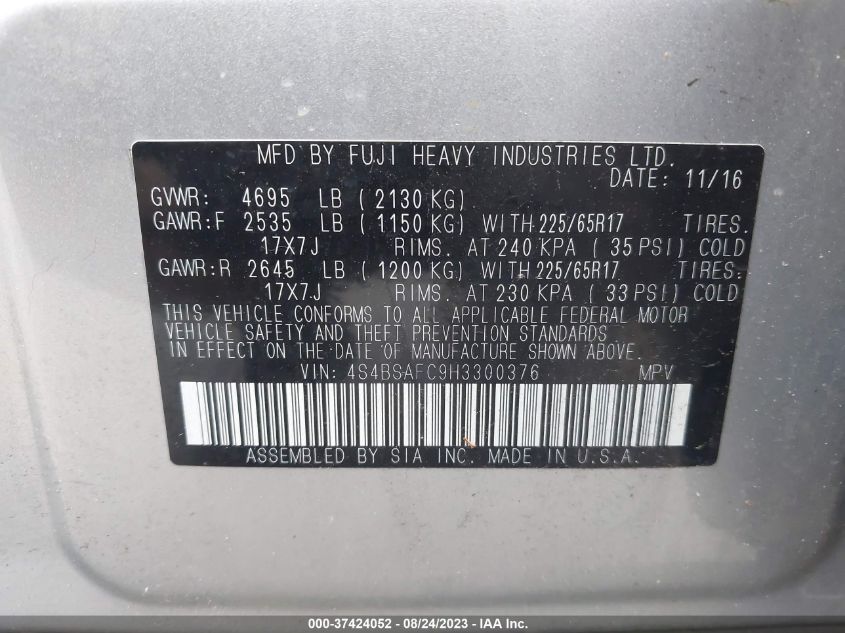 MFD BY FUJI HEAVY INDUSTRIES LTD.
DATE: 11/16
GVWR: 4695 LB (2130 KG)
GAWR:F 2535 LB (1150 KG) WITH 225/65R17 TIRES.
17X7J RIMS. AT 240 KPA (35 PSI) COLD
GAWR:R 2645 LB (1200 KG) WITH 225/65R17 TIRES.
17X7J RIMS. AT 230 KPA (33 PSI) COLD
THIS VEHICLE CONFORMS TO ALL APPLICABLE FEDERAL MOTOR
VEHICLE SAFETY AND THEFT PREVENTION STANDARDS
IN EFFECT ON THE DATE OF MANUFACTURE SHOWN ABOVE.
VIN: 4S4BSAFC9H3300376 MPV
ASSEMBLED BY SIA INC. MADE IN U.S.A.
000-37424052 - 08/24/2023 - IAA Inc.